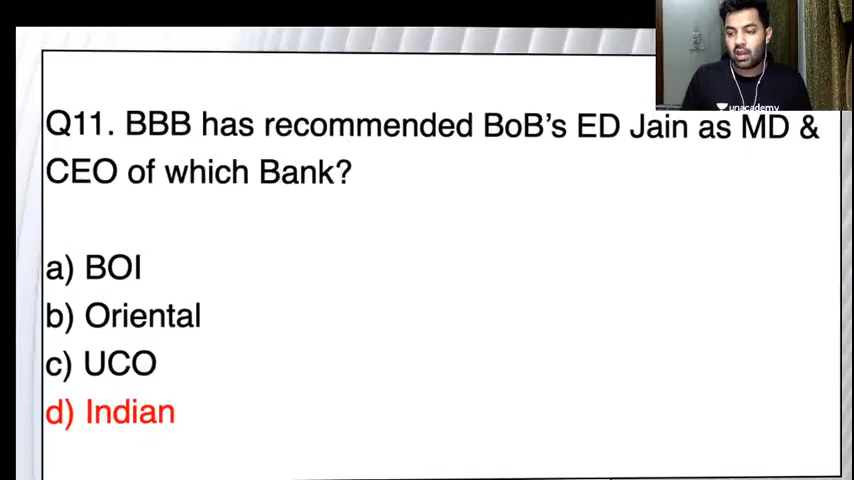 unacademy
Q11. BBB has recommended BoB's ED Jain as MD &
CEO of which Bank?
a) BOI
b) Oriental
c) UCO
d) Indian